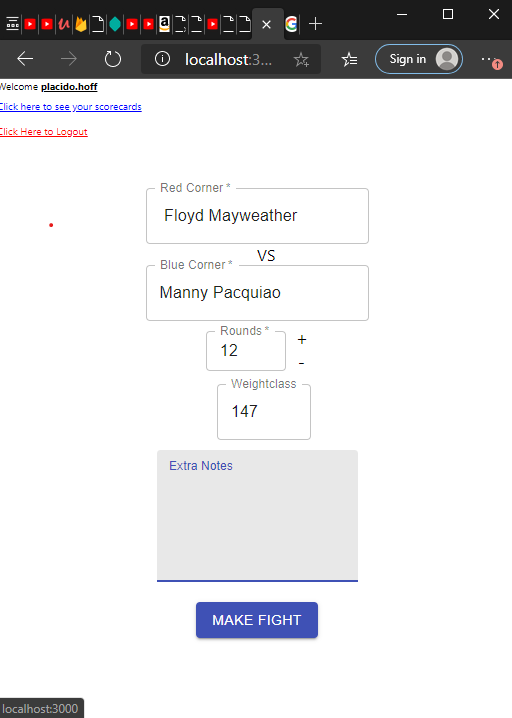 localhost:3...
Sign in
Welcome placido.hoff
Click here to see your scorecards
Click Here to Logout
Red Corner *
Floyd Mayweather
VS
Blue Corner *
Manny Pacquiao
Rounds *
12
+
-
Weightclass
147
Extra Notes
MAKE FIGHT
localhost:3000